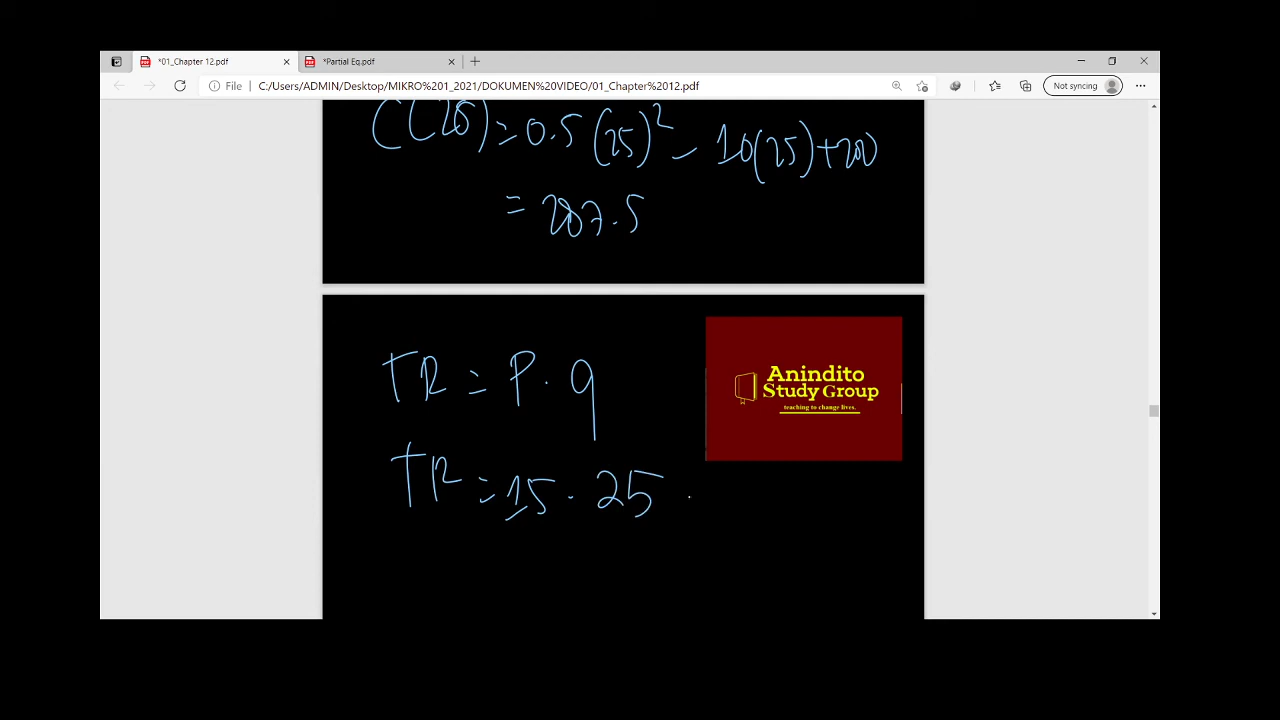 *01_Chapter 12.pdf
*Partial Eq.pdf
File
C:/Users/ADMIN/Desktop/MIKRO%201_2021/DOKUMEN%20VIDEO/01_Chapter%2012.pdf
Not syncing
C(25) = 0.5 (25)² - 10(25)+200
=
TR = P. q
TR = 15. 25 .
Anindito
Study Group
teaching to change lives.